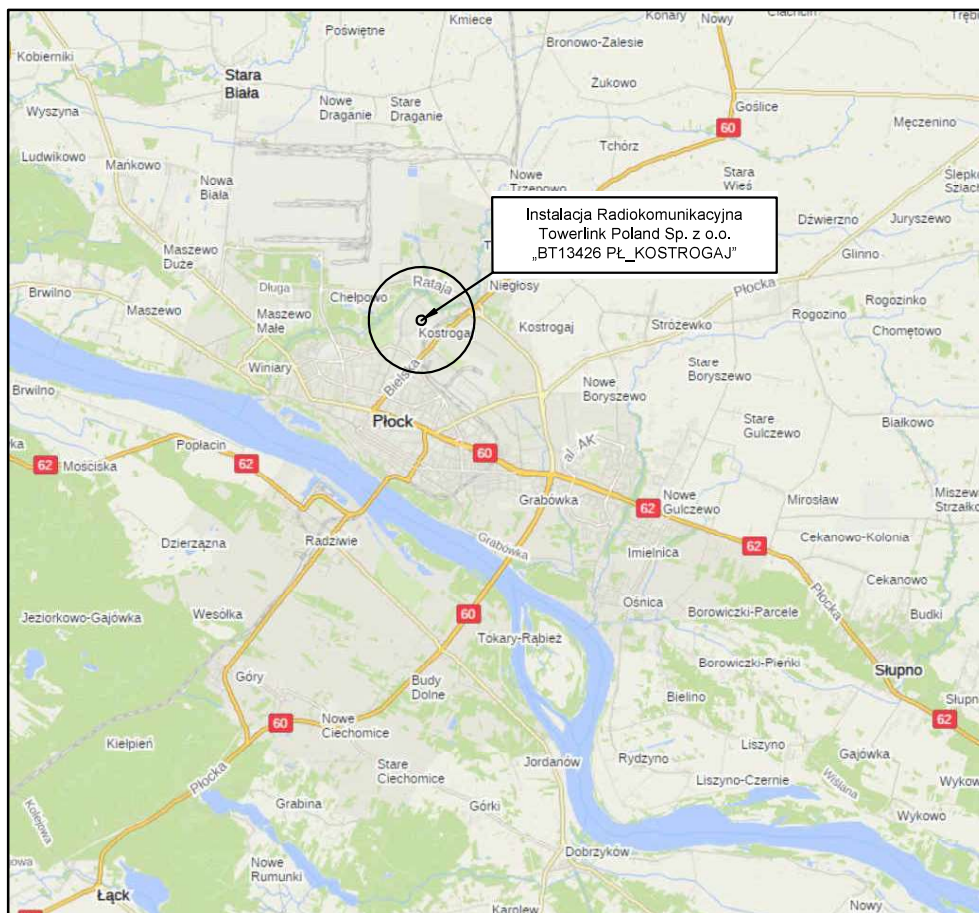 Konary
Nowy
Poświętne
Kmiece
Kobierniki
Bronowo-Zalesie
Stara
Biała
Żukowo
Wyszyna
Nowe
Draganie
Stare
Draganie
Goślice
60
Męczenino
Ludwikowo
Mańkowo
Tchórz
Nowa
Biała
Nowe
Trzepowo
Stara
Wieś
Instalacja Radiokomunikacyjna
Towerlink Poland Sp. z o.o.
„BT13426 PŁ_KOSTROGAJ”
Dźwierzno
Juryszewo
Maszewo
Duże
Glinno
Rataja
Niegłosy
Płocka
Długa
Chełpowo
Brwilno
Maszewo
Maszewo
Małe
Kostrogaj
Stróżewko
Rogozino
Rogozinko
Chometowo
Winiary
Bielska
Stare
Boryszewo
Nowe
Boryszewo
Brwilno
Płock
Stare
Gulczewo
Białkowo
Popłacin
al. AK
62
Mościska
62
60
Grabówka
62
Nowe
Gulczewo
Mirosław
Dzierzązna
Radziwie
Grabówka
Imielnica
62
Cekanowo-Kolonia
Cekanowo
Jeziorkowo-Gajówka
Wesółka
60
Ośnica
Borowiczki-Parcele
Płocka
Budki
Tokary-Rąbież
Borowiczki-Pieńki
Słupno
Góry
Budy
Dolne
Bielino
60
Nowe
Ciechomice
62
Kiełpień
Stare
Ciechomice
Jordanów
Rydzyno
Liszyno
Gajówka
Płocka
Liszyno-Czernie
Wiślana
Kolejowa
Grabina
Górki
Wykowo
Dobrzyków
Nowe
Rumunki
Łąck
Karolew
Nowy